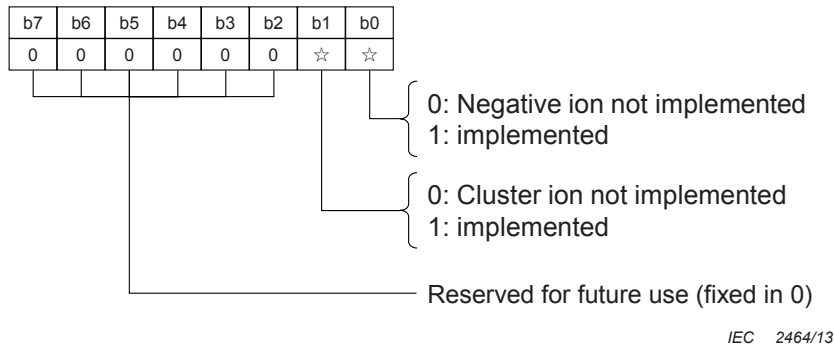 b7 b6 b5 b4 b3 b2 b1 b0
0 0 0 0 0 0 ☆ ☆
0: Negative ion not implemented
1: implemented
0: Cluster ion not implemented
1: implemented
Reserved for future use (fixed in 0)
IEC 2464/13